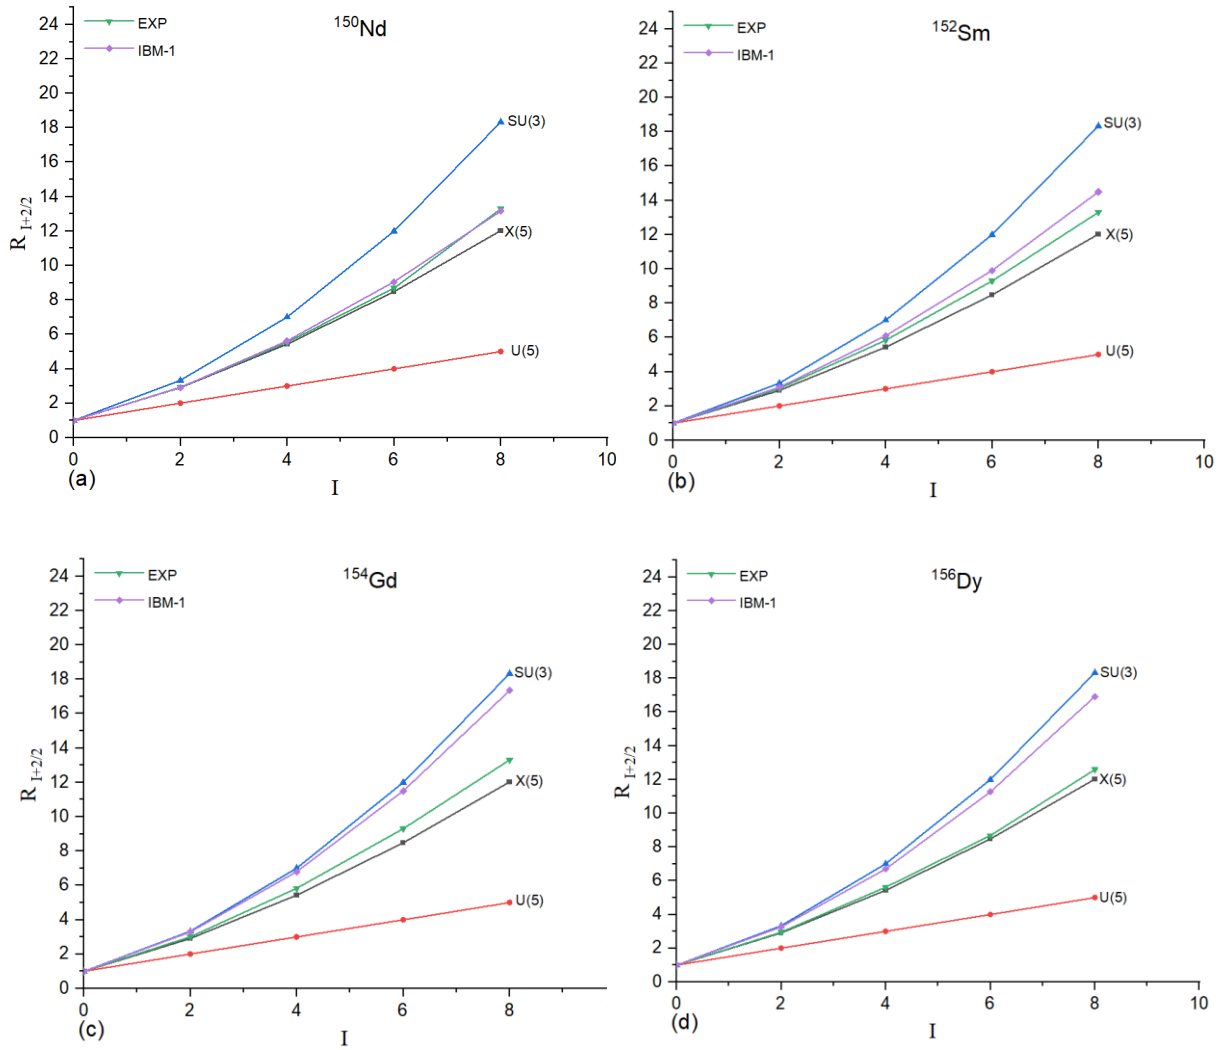 24
22
20
18
16
14
12
10
8
6
4
2
0
R I+2/2
EXP
IBM-1
¹⁵⁰Nd
SU(3)
X(5)
U(5)
0 2 4 6 8 10
(a)
I
24
22
20
18
16
14
12
10
8
6
4
2
0
EXP
IBM-1
¹⁵²Sm
SU(3)
X(5)
U(5)
0 2 4 6 8 10
(b)
I
24
22
20
18
16
14
12
10
8
6
4
2
0
R I+2/2
EXP
IBM-1
¹⁵⁴Gd
SU(3)
X(5)
U(5)
0 2 4 6 8
(c)
I
24
22
20
18
16
14
12
10
8
6
4
2
0
R I+2/2
EXP
IBM-1
¹⁵⁶Dy
SU(3)
X(5)
U(5)
0 2 4 6 8 10
(d)
I